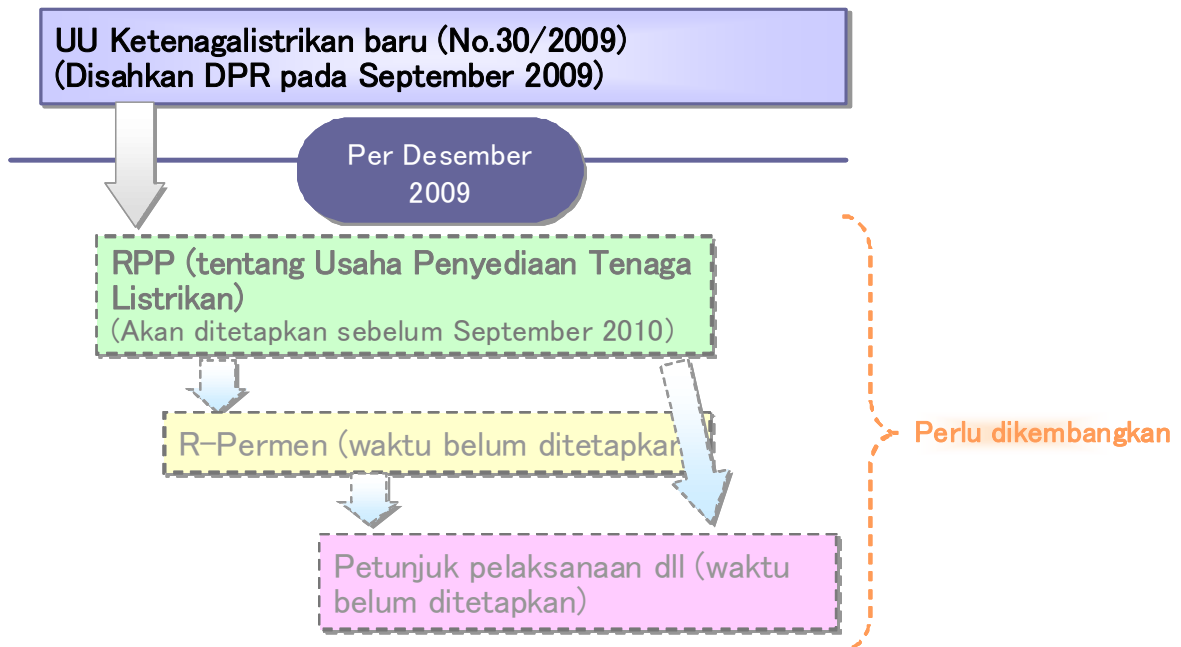 UU Ketenagalistrikan baru (No.30/2009)
(Disahkan DPR pada September 2009)
Per Desember
2009
RPP (tentang Usaha Penyediaan Tenaga
Listrikan)
(Akan ditetapkan sebelum September 2010)
R-Permen (waktu belum ditetapkan
Perlu dikembangkan
Petunjuk pelaksanaan dll (waktu
belum ditetapkan)